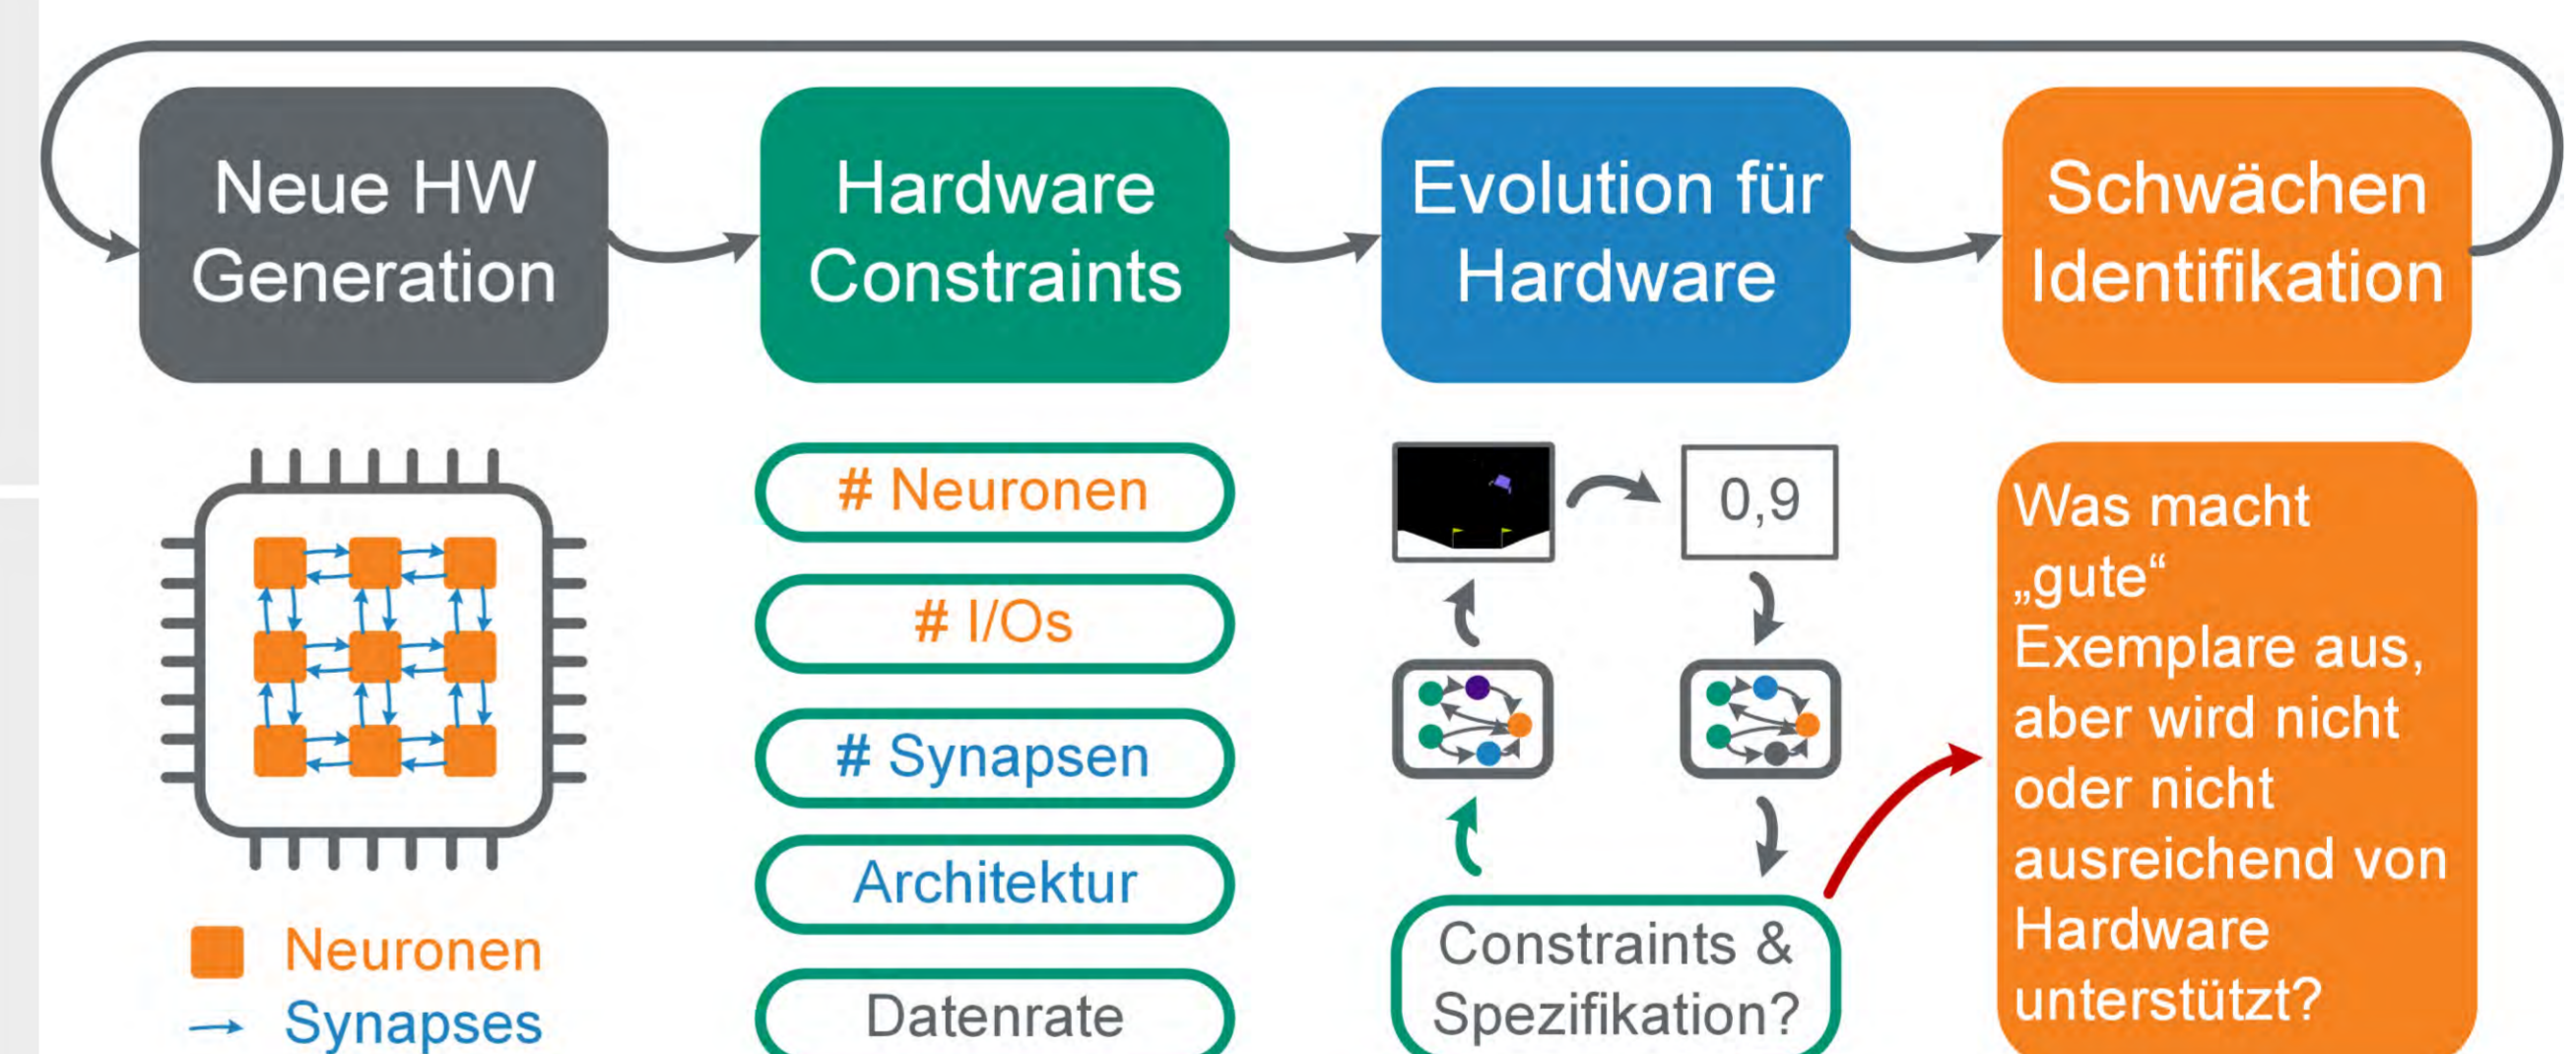 Neue HW
Generation
Hardware
Constraints
Evolution für
Hardware
Schwächen
Identifikation
Neuronen
Synapses
# Neuronen
# I/Os
# Synapsen
Architektur
Datenrate
0,9
Constraints &
Spezifikation?
Was macht
„gute“
Exemplare aus,
aber wird nicht
oder nicht
ausreichend von
Hardware
unterstützt?